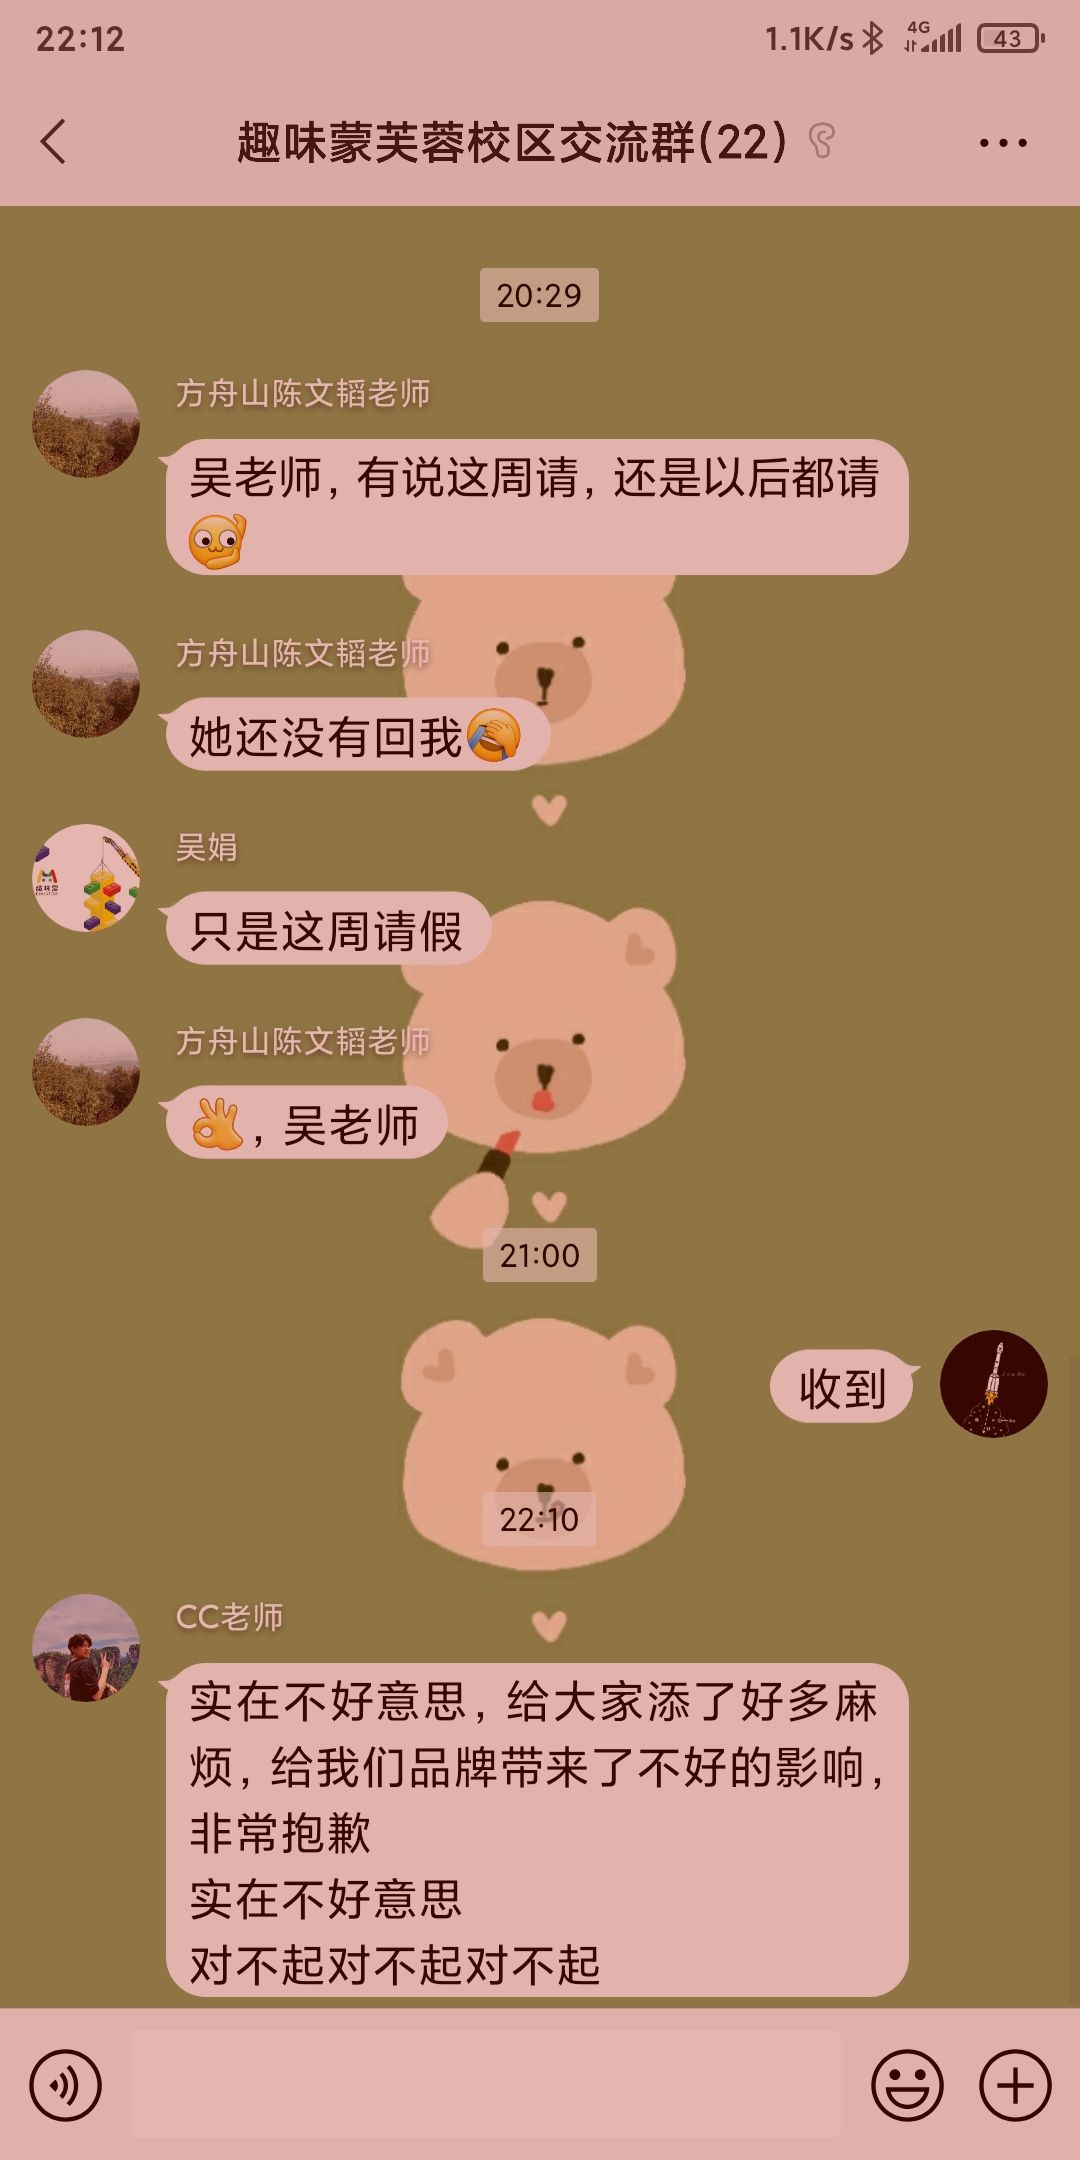 22:12
1.1K/s
4G
43
趣味蒙芙蓉校区交流群(22)
20:29
方舟山陈文韬老师
吴老师，有说这周请，还是以后都请
方舟山陈文韬老师
她还没有回我
吴娟
只是这周请假
方舟山陈文韬老师
，吴老师
21:00
收到
22:10
CC老师
实在不好意思，给大家添了好多麻
烦，给我们品牌带来了不好的影响，
非常抱歉
实在不好意思
对不起对不起对不起